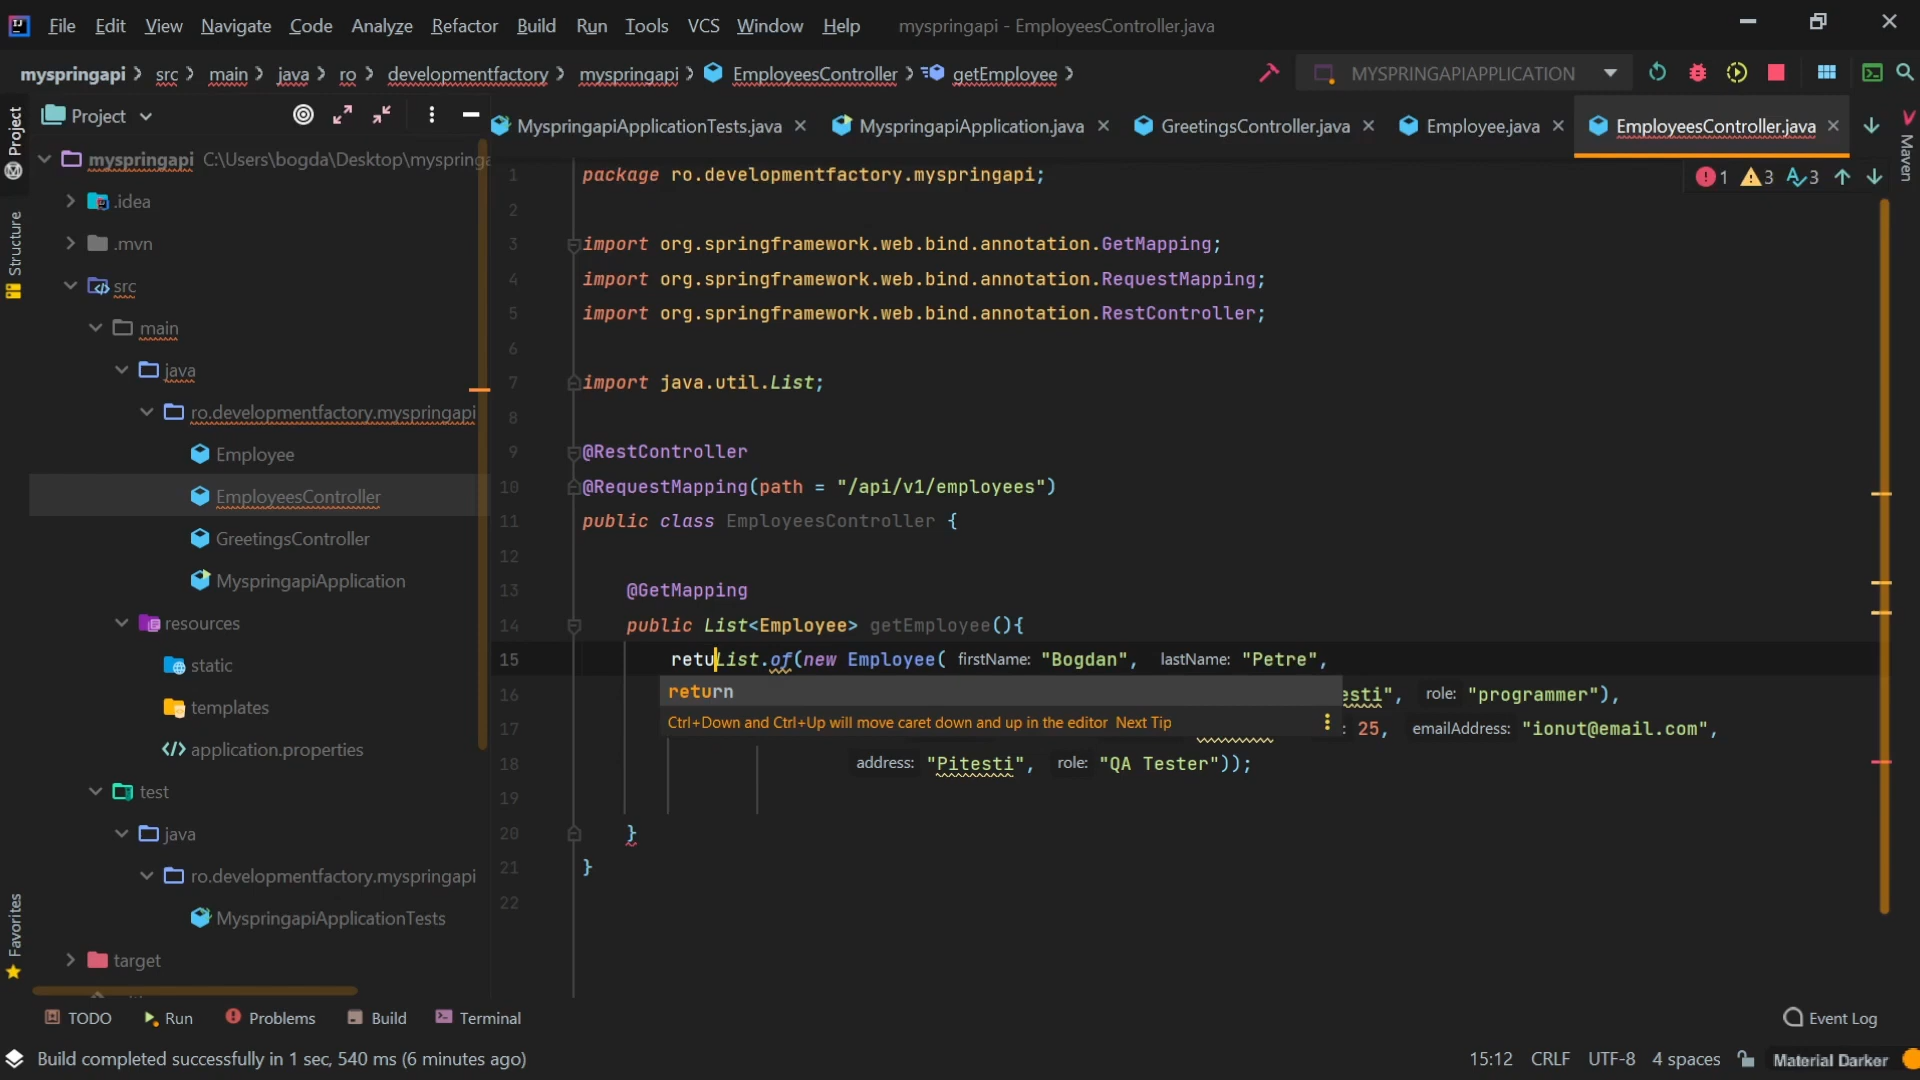 File Edit View Navigate Code Analyze Refactor Build Run Tools VCS Window Help myspringapi - EmployeesController.java
myspringapi src main java ro developmentfactory myspringapi EmployeesController getEmployee MYSPRINGAPIAPPLICATION
Project
MyspringapiApplicationTests.java MyspringapiApplication.java GreetingsController.java Employee.java EmployeesController.java
Project
Structure
Favorites
Maven
myspringapi C:\Users\bogda\Desktop\myspringa
.idea
.mvn
src
main
java
ro.developmentfactory.myspringapi
Employee
EmployeesController
GreetingsController
MyspringapiApplication
resources
static
templates
application.properties
test
java
ro.developmentfactory.myspringapi
MyspringapiApplicationTests
target
1 package ro.developmentfactory.myspringapi;
1 3 3
2
3 import org.springframework.web.bind.annotation.GetMapping;
4 import org.springframework.web.bind.annotation.RequestMapping;
5 import org.springframework.web.bind.annotation.RestController;
6
7 import java.util.List;
8
9 @RestController
10 @RequestMapping(path = "/api/v1/employees")
11 public class EmployeesController {
12
13 @GetMapping
14 public List<Employee> getEmployee(){
15 retuList.of(new Employee( firstName: "Bogdan", lastName: "Petre",
return
Ctrl+Down and Ctrl+Up will move caret down and up in the editor Next Tip
16 esti", role: "programmer"),
17 : 25, emailAddress: "ionut@email.com",
18 address: "Pitesti", role: "QA Tester"));
19
20 }
21 }
22
TODO Run Problems Build Terminal Event Log
Build completed successfully in 1 sec, 540 ms (6 minutes ago) 15:12 CRLF UTF-8 4 spaces Material Darker